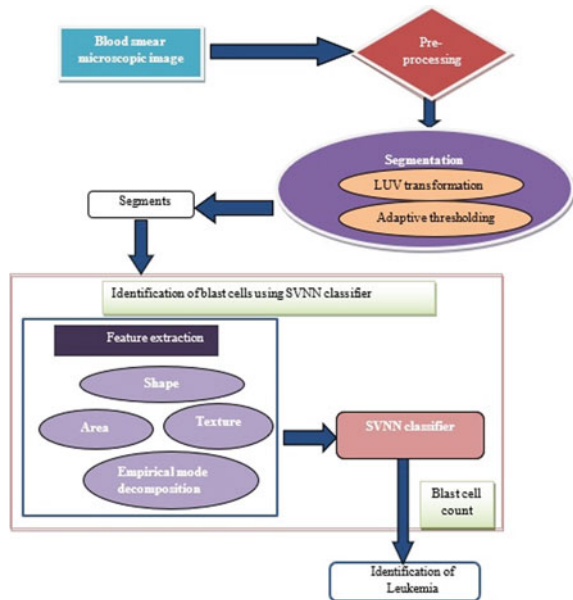 Blood smear
microscopic image
Pre-
processing
Segmentation
LUV transformation
Adaptive thresholding
Segments
Identification of blast cells using SVNN classifier
Feature extraction
Shape
Area
Texture
Empirical mode
decomposition
SVNN classifier
Blast cell
count
Identification of
Leukemia